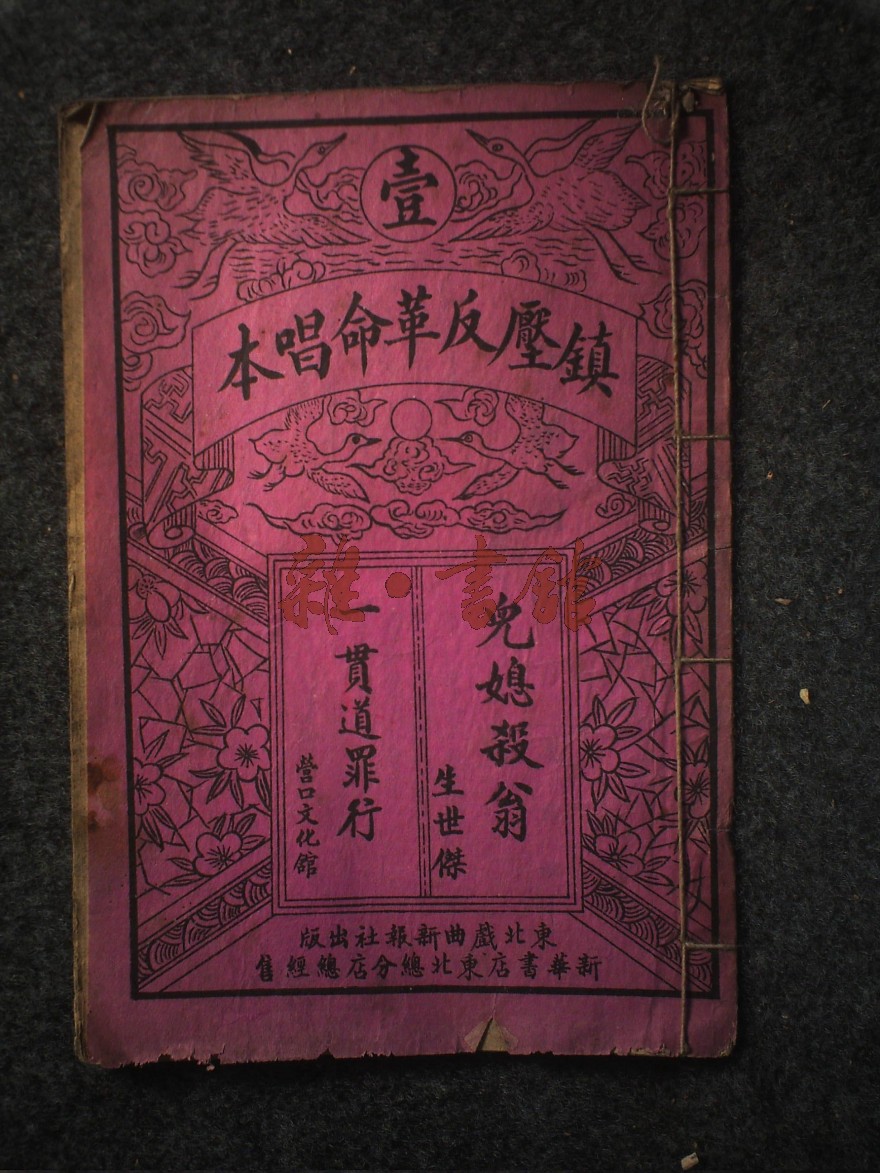 壹
鎮壓反革命唱本
兒媳殺翁
生世傑
一貫道罪行
營口文化舘
東北戲曲新報社出版
新華書店東北總分店總經售
雜·書館